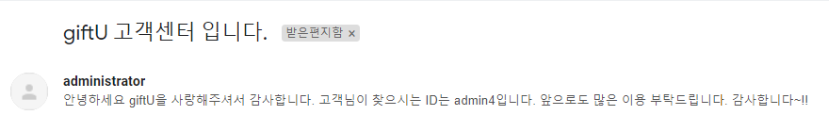 giftU 고객센터 입니다. 받은편지함 x
administrator
안녕하세요 giftU을 사랑해주셔서 감사합니다. 고객님이 찾으시는 ID는 admin4입니다. 앞으로도 많은 이용 부탁드립니다. 감사합니다~!!